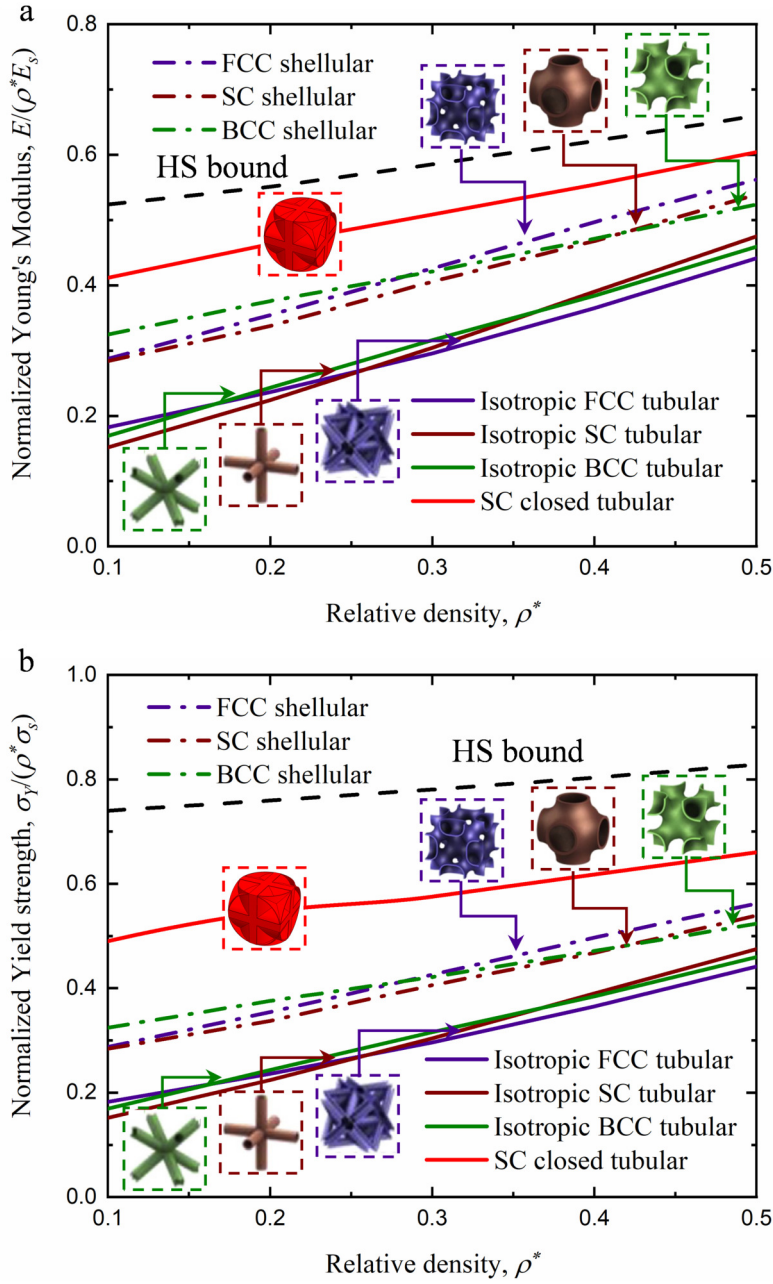 a
0.8
FCC shellular
SC shellular
BCC shellular
HS bound
0.6
0.4
0.2
0.0
Normalized Young's Modulus, E/(ρ*E_s)
Isotropic FCC tubular
Isotropic SC tubular
Isotropic BCC tubular
SC closed tubular
0.1 0.2 0.3 0.4 0.5
Relative density, ρ*
b
1.0
FCC shellular
SC shellular
BCC shellular
HS bound
0.8
0.6
0.4
0.2
0.0
Normalized Yield strength, σ_Y/(ρ*σ_s)
Isotropic FCC tubular
Isotropic SC tubular
Isotropic BCC tubular
SC closed tubular
0.1 0.2 0.3 0.4 0.5
Relative density, ρ*